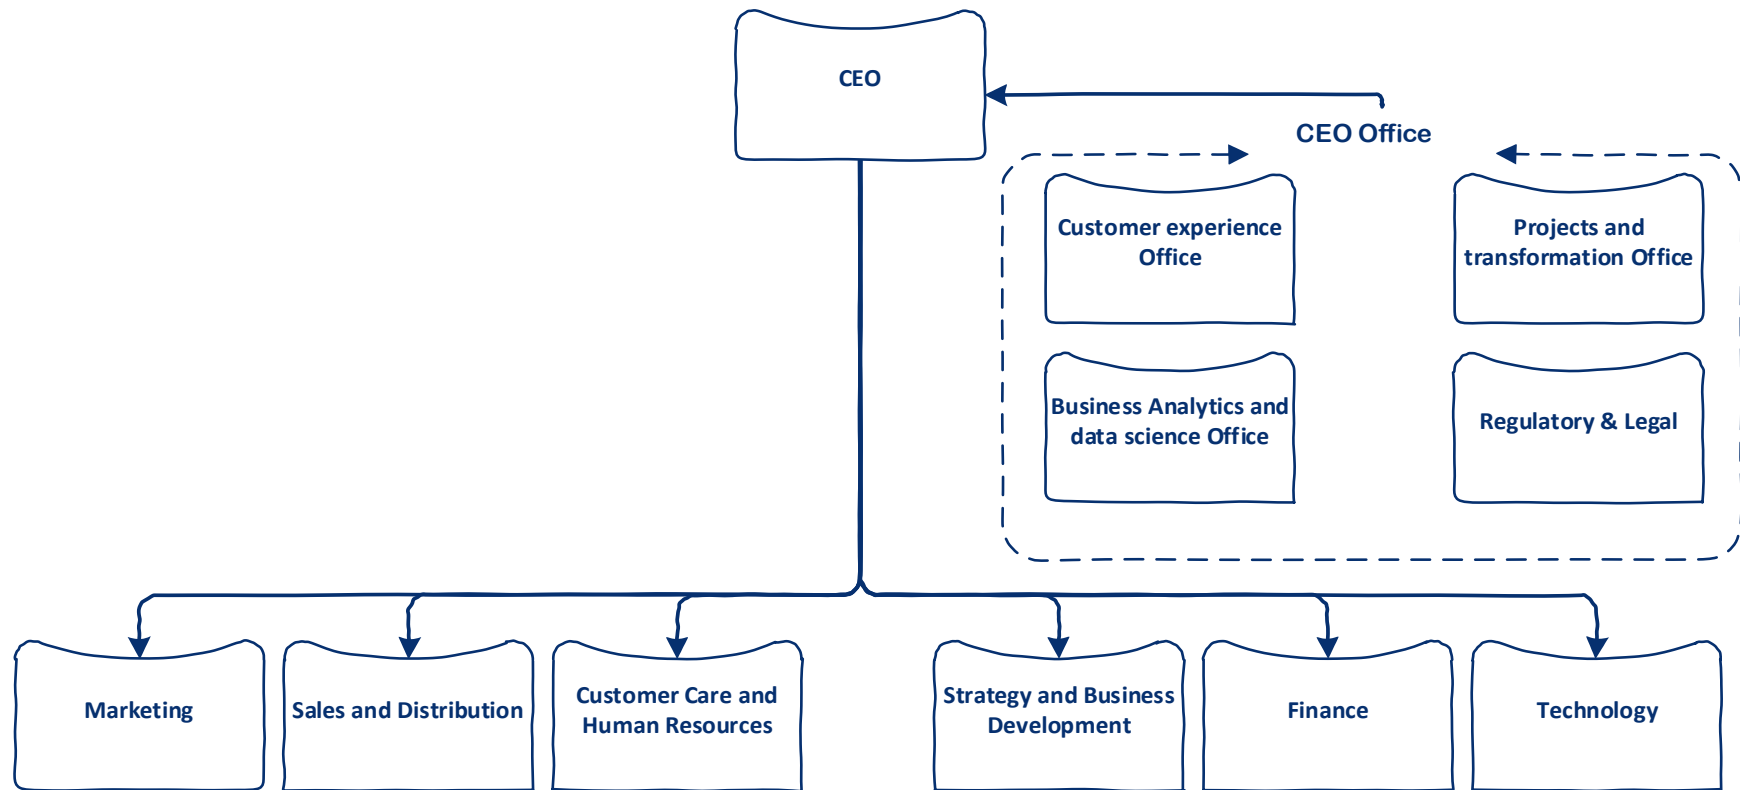 CEO
CEO Office
Customer experience
Office
Projects and
transformation Office
Business Analytics and
data science Office
Regulatory & Legal
Marketing
Sales and Distribution
Customer Care and
Human Resources
Strategy and Business
Development
Finance
Technology